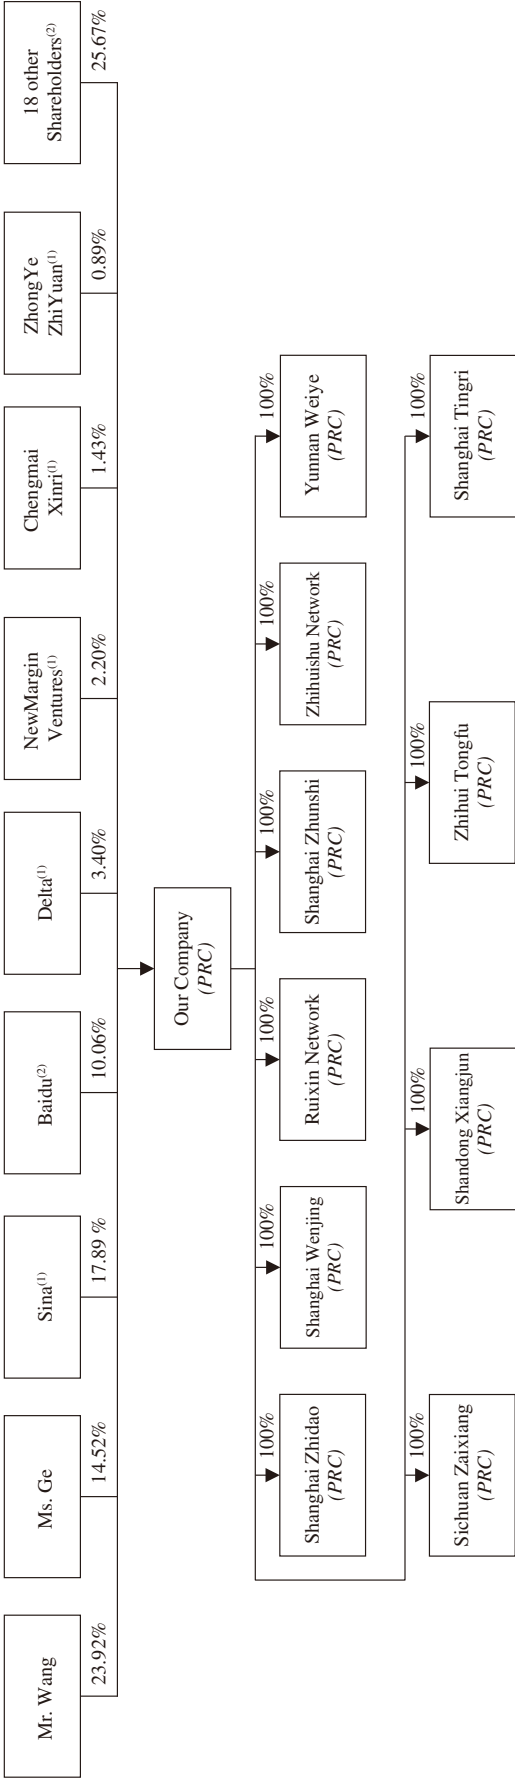 Mr. Wang
Ms. Ge
Sina(1)
Baidu(2)
Delta(1)
NewMargin
Ventures(1)
Chengmai
Xinri(1)
ZhongYe
ZhiYuan(1)
18 other
Shareholders(2)
23.92%
14.52%
17.89 %
10.06%
3.40%
2.20%
1.43%
0.89%
25.67%
Our Company
(PRC)
100%
100%
100%
100%
100%
100%
Shanghai Zhidao
(PRC)
Shanghai Wenjing
(PRC)
Ruixin Network
(PRC)
Shanghai Zhunshi
(PRC)
Zhihuishu Network
(PRC)
Yunnan Weiye
(PRC)
100%
100%
100%
100%
Sichuan Zaixiang
(PRC)
Shandong Xiangjun
(PRC)
Zhihui Tongfu
(PRC)
Shanghai Tingri
(PRC)